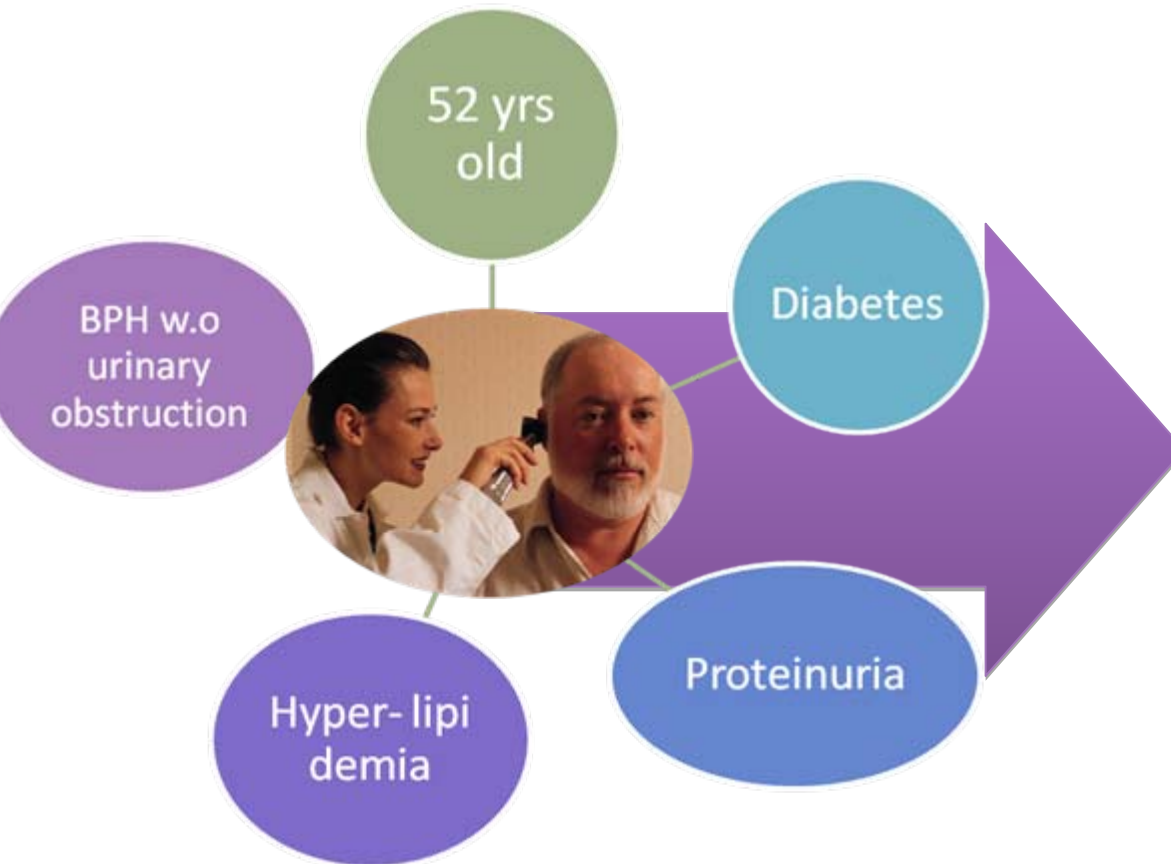 52 yrs
old
Diabetes
BPH w.o
urinary
obstruction
Proteinuria
Hyper- lipi
demia